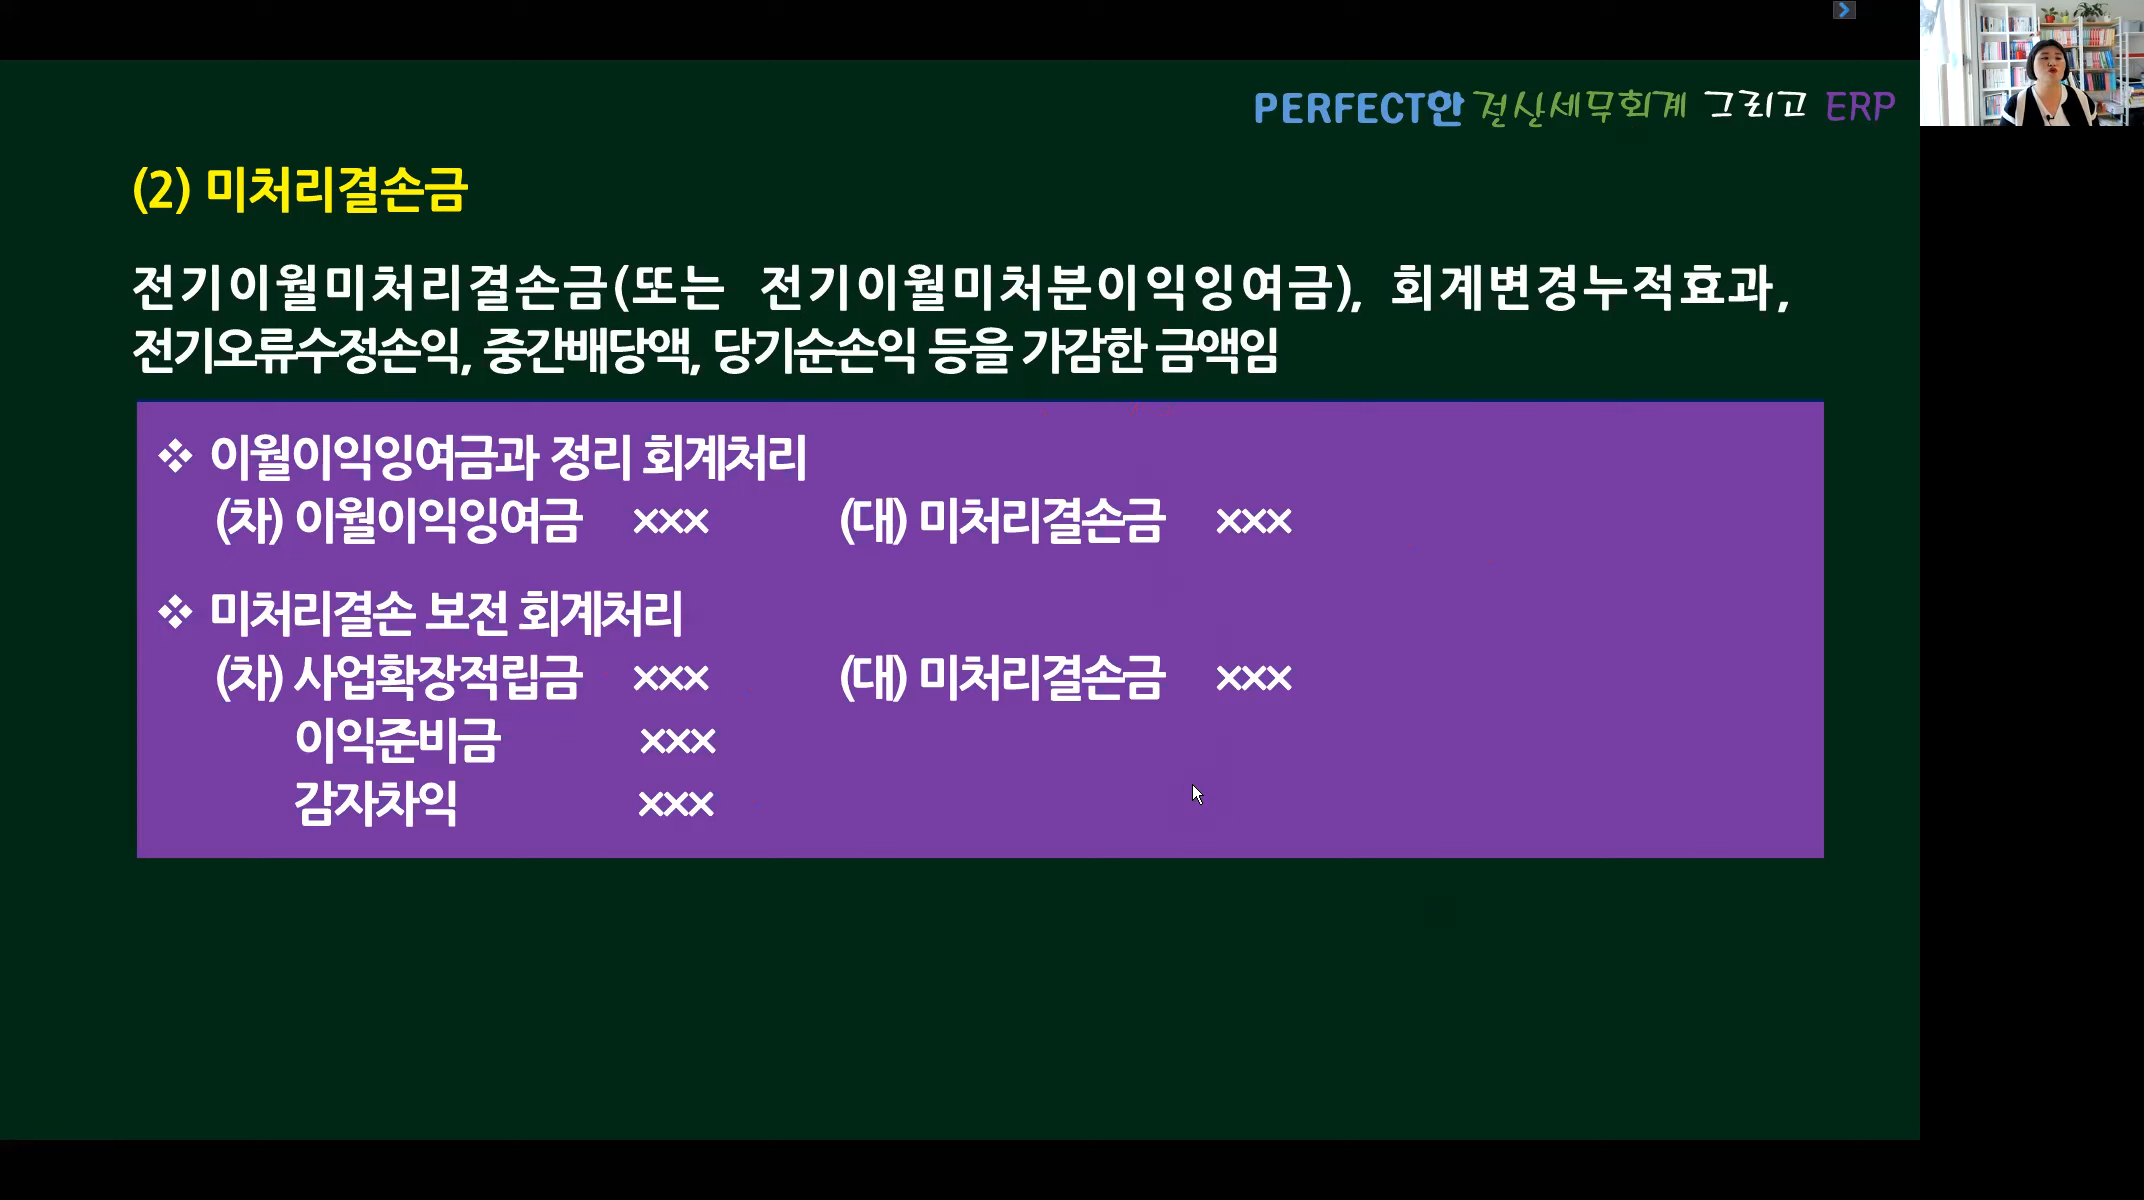 PERFECT한 전산세무회계 그리고 ERP
(2) 미처리결손금
전기이월미처리결손금(또는 전기이월미처분이익잉여금), 회계변경누적효과,
전기오류수정손익, 중간배당액, 당기순손익 등을 가감한 금액임
❖ 이월이익잉여금과 정리 회계처리
(차) 이월이익잉여금 ××× (대) 미처리결손금 ×××
❖ 미처리결손 보전 회계처리
(차) 사업확장적립금 ××× (대) 미처리결손금 ×××
이익준비금 ×××
감자차익 ×××